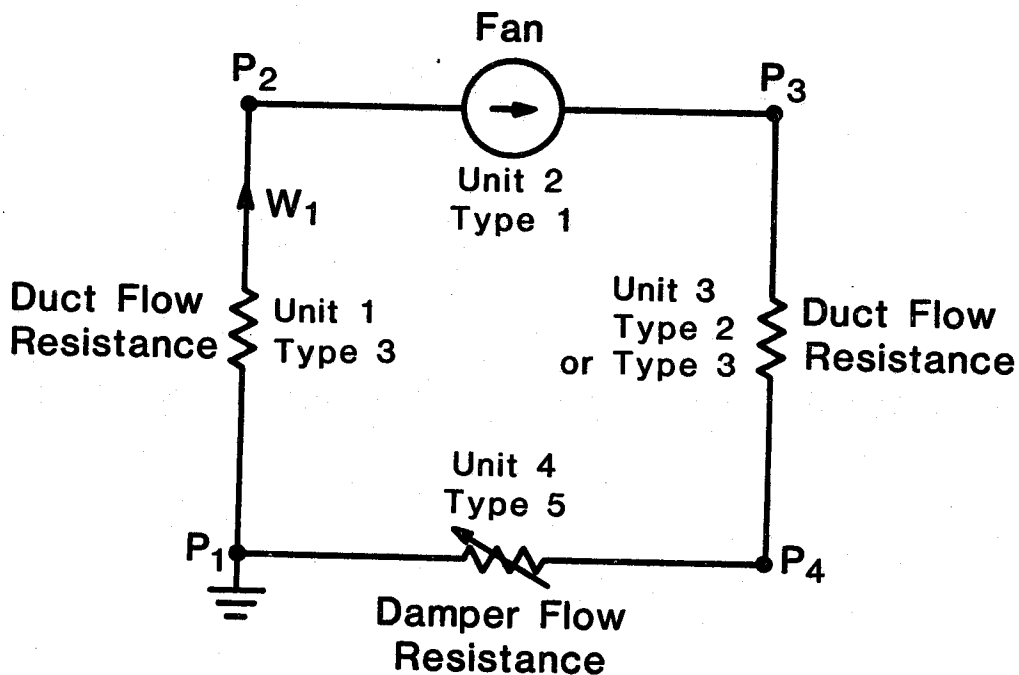 Fan
P2
P3
Unit 2
Type 1
W1
Duct Flow
Resistance
Unit 1
Type 3
Unit 3
Type 2
or Type 3
Duct Flow
Resistance
Unit 4
Type 5
P1
P4
Damper Flow
Resistance